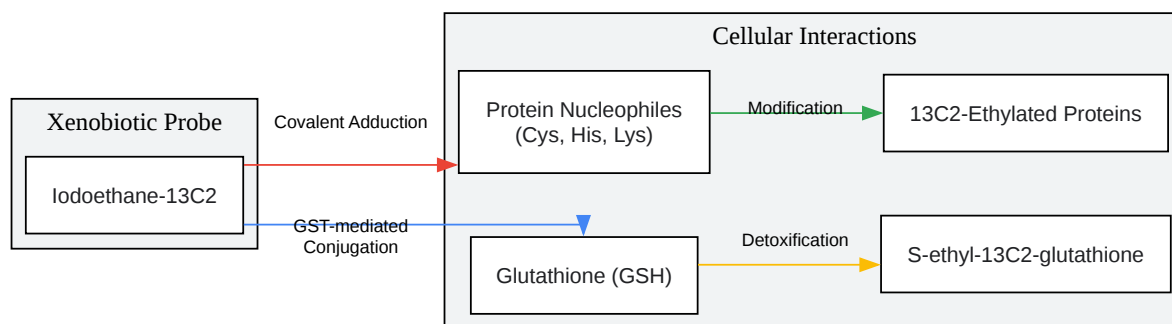 Cellular Interactions
Xenobiotic Probe
Iodoethane-13C2
Covalent Adduction
GST-mediated
Conjugation
Protein Nucleophiles
(Cys, His, Lys)
Modification
13C2-Ethylated Proteins
Glutathione (GSH)
Detoxification
S-ethyl-13C2-glutathione